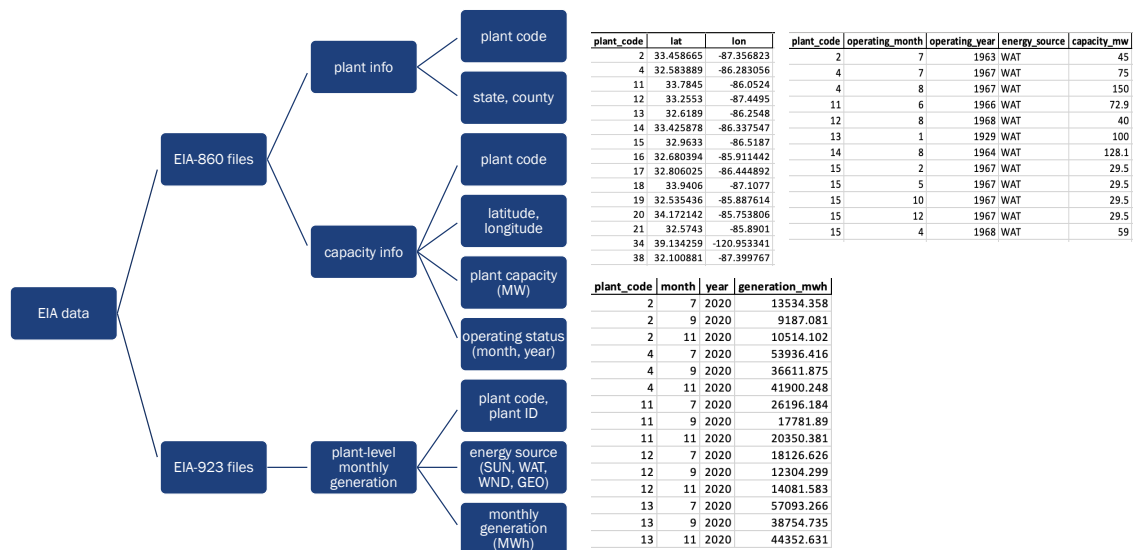 EIA data
EIA-860 files
EIA-923 files
plant info
capacity info
plant-level
monthly
generation
plant code
state, county
plant code
latitude,
longitude
plant capacity
(MW)
operating status
(month, year)
plant code,
plant ID
energy source
(SUN, WAT,
WND, GEO)
monthly
generation
(MWh)
plant_code lat lon
2 33.458665 -87.356823
4 32.583889 -86.283056
11 33.7845 -86.0524
12 33.2553 -87.4495
13 32.6189 -86.2548
14 33.425878 -86.337547
15 32.9633 -86.5187
16 32.680394 -85.911442
17 32.806025 -86.444892
18 33.9406 -87.1077
19 32.535436 -85.887614
20 34.172142 -85.753806
21 32.5743 -85.8901
34 39.134259 -120.953341
38 32.100881 -87.399767
plant_code operating_month operating_year energy_source capacity_mw
2 7 1963 WAT 45
4 7 1967 WAT 75
4 8 1967 WAT 150
11 6 1966 WAT 72.9
12 8 1968 WAT 40
13 1 1929 WAT 100
14 8 1964 WAT 128.1
15 2 1967 WAT 29.5
15 5 1967 WAT 29.5
15 10 1967 WAT 29.5
15 12 1967 WAT 29.5
15 4 1968 WAT 59
plant_code month year generation_mwh
2 7 2020 13534.358
2 9 2020 9187.081
2 11 2020 10514.102
4 7 2020 53936.416
4 9 2020 36611.875
4 11 2020 41900.248
11 7 2020 26196.184
11 9 2020 17781.89
11 11 2020 20350.381
12 7 2020 18126.626
12 9 2020 12304.299
12 11 2020 14081.583
13 7 2020 57093.266
13 9 2020 38754.735
13 11 2020 44352.631